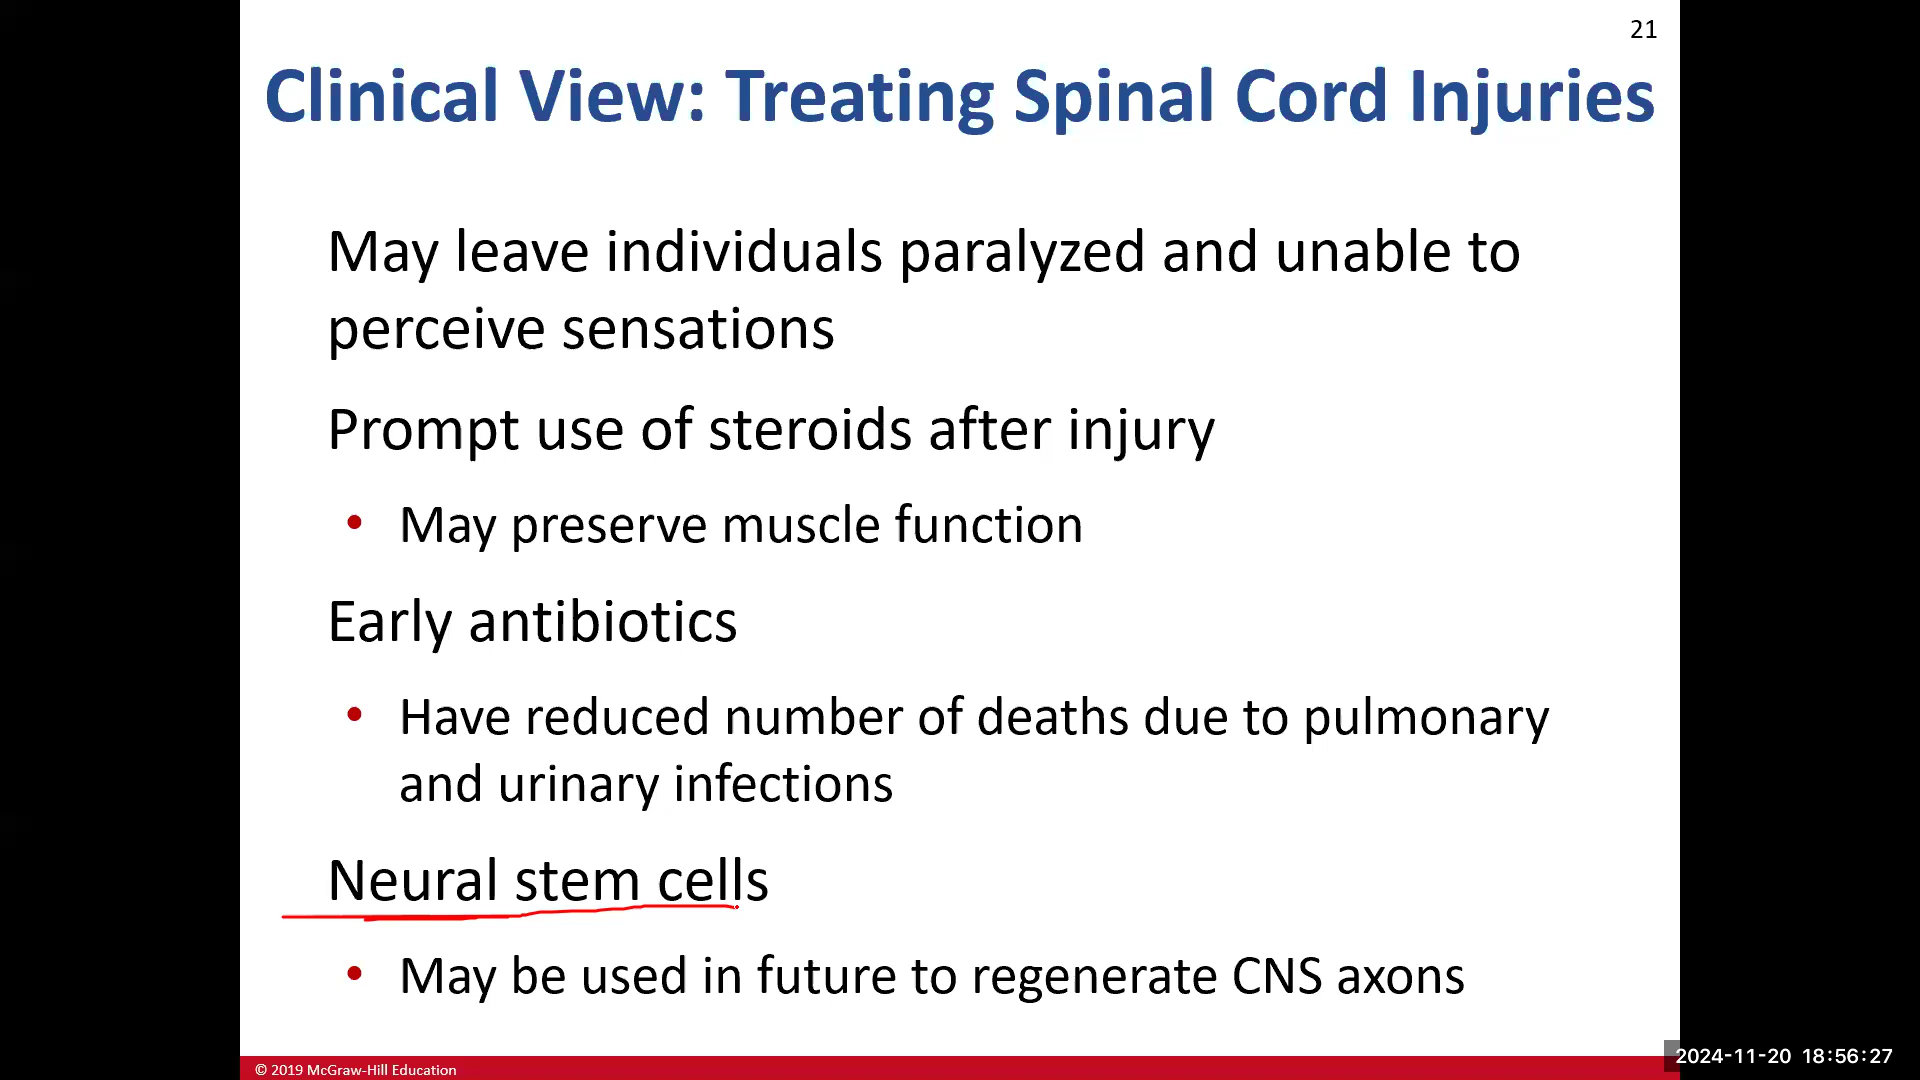 21
Clinical View: Treating Spinal Cord Injuries
May leave individuals paralyzed and unable to
perceive sensations
Prompt use of steroids after injury
• May preserve muscle function
Early antibiotics
• Have reduced number of deaths due to pulmonary
and urinary infections
Neural stem cells
• May be used in future to regenerate CNS axons
© 2019 McGraw-Hill Education
2024-11-20 18:56:27